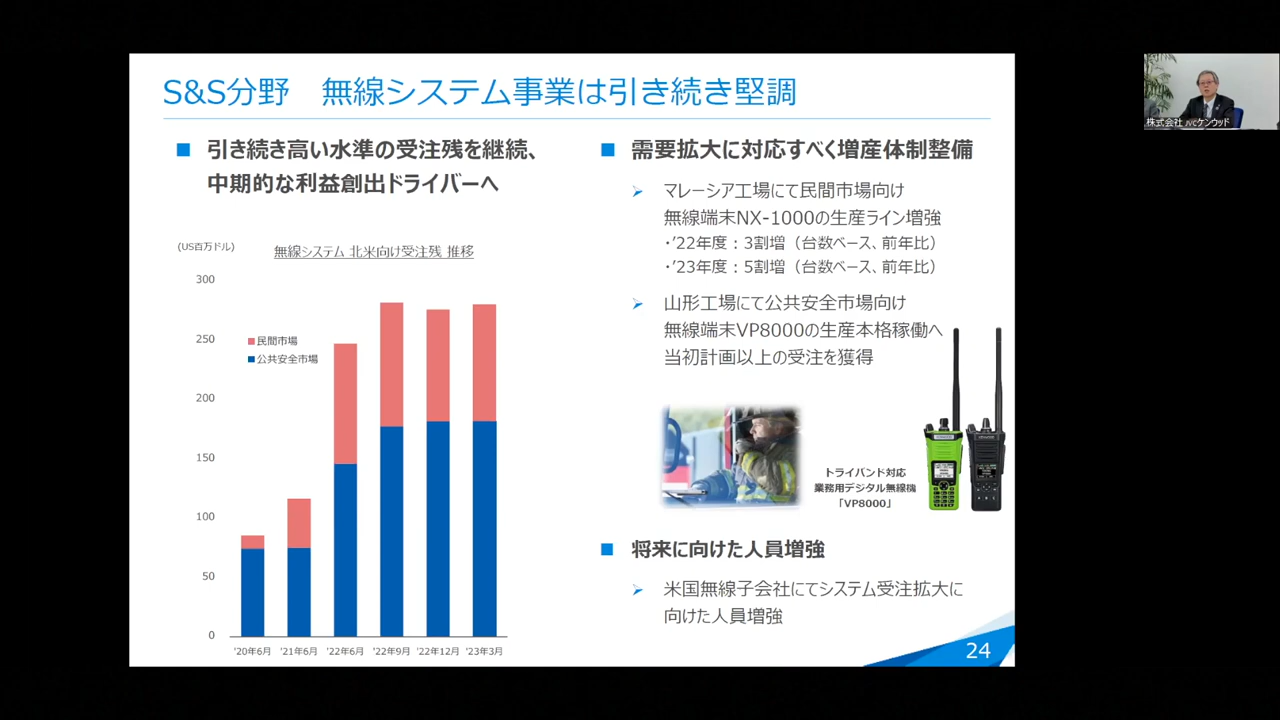 S&S分野　無線システム事業は引き続き堅調
■ 引き続き高い水準の受注残を継続、
中期的な利益創出ドライバーへ
(US百万ドル)
無線システム 北米向け受注残 推移
300
250
200
150
100
50
0
■民間市場
■公共安全市場
'20年6月 '21年6月 '22年6月 '22年9月 '22年12月 '23年3月
■ 需要拡大に対応すべく増産体制整備
➢ マレーシア工場にて民間市場向け
無線端末NX-1000の生産ライン増強
・'22年度：3割増（台数ベース、前年比）
・'23年度：5割増（台数ベース、前年比）
➢ 山形工場にて公共安全市場向け
無線端末VP8000の生産本格稼働へ
当初計画以上の受注を獲得
トライバンド対応
業務用デジタル無線機
「VP8000」
■ 将来に向けた人員増強
➢ 米国無線子会社にてシステム受注拡大に
向けた人員増強
24
株式会社 JVCケンウッド